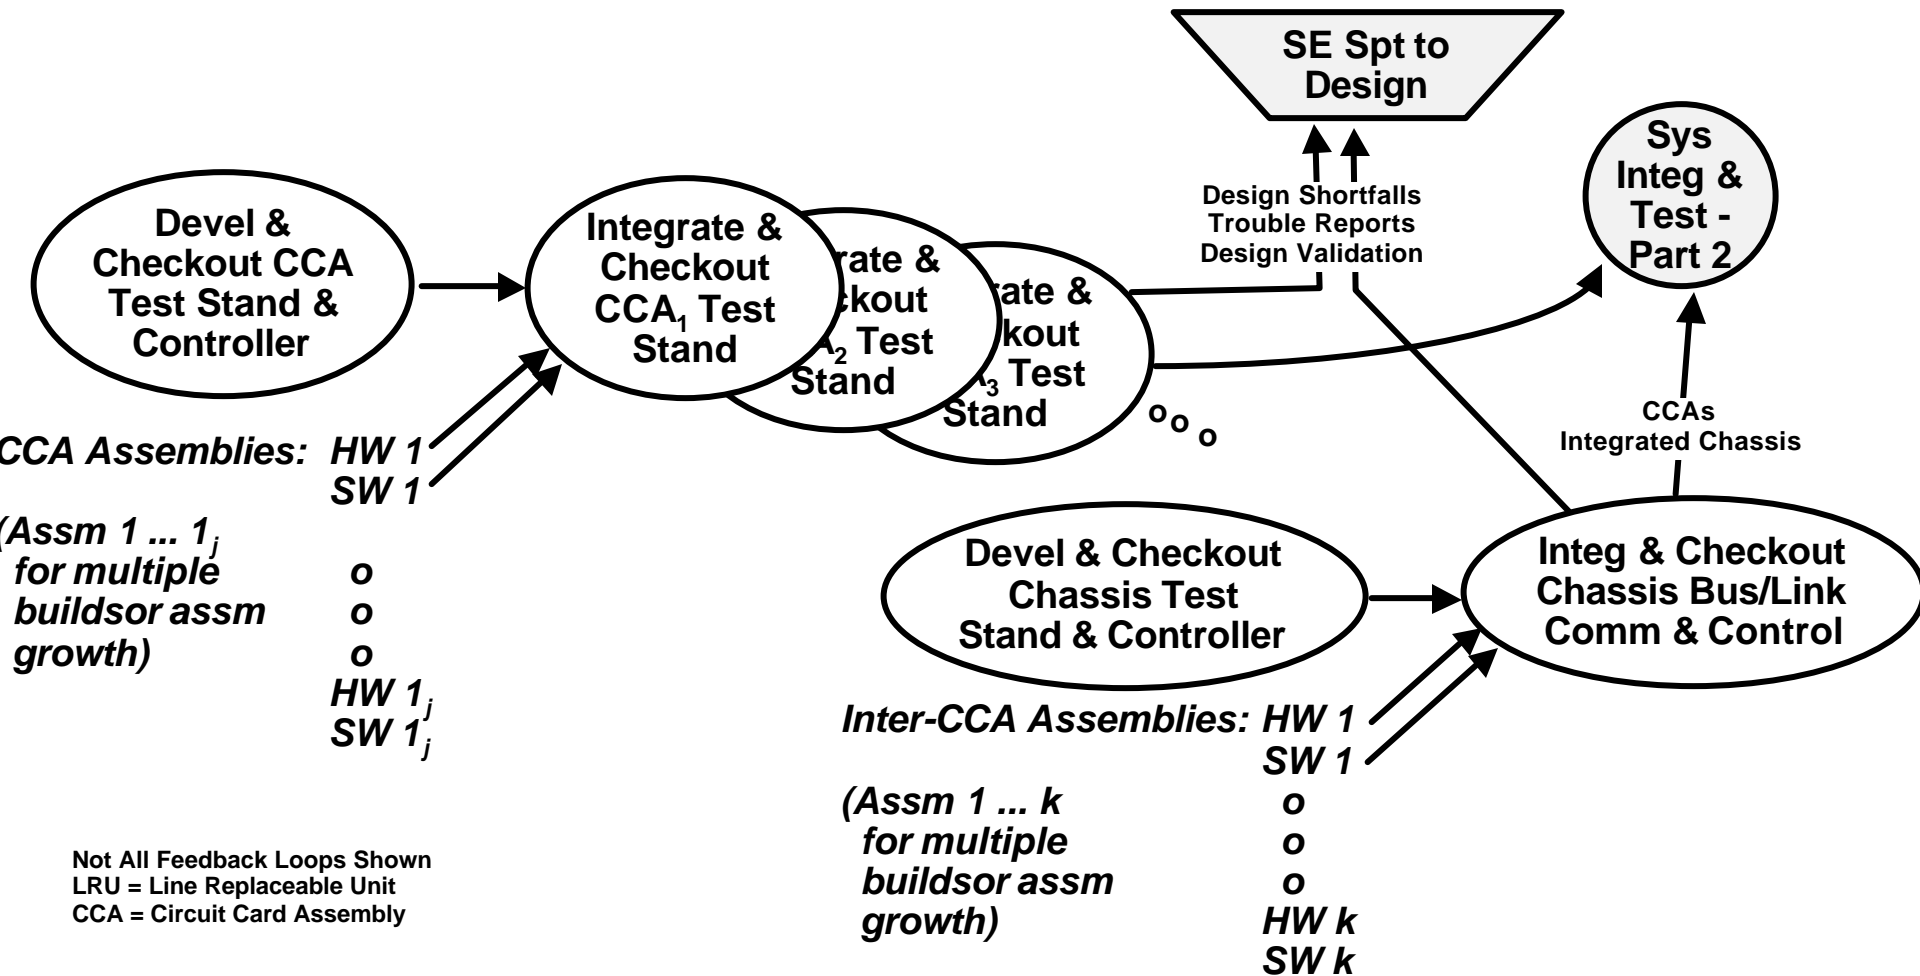 SE Spt to
Design
Sys
Integ &
Test -
Part 2
Design Shortfalls
Trouble Reports
Design Validation
Devel &
Checkout CCA
Test Stand &
Controller
Integrate &
Checkout
CCA1 Test
Stand
rate &
ckout
A2 Test
Stand
rate &
kout
A3 Test
Stand
o o o
CCAs
Integrated Chassis
CCA Assemblies: HW 1
SW 1
(Assm 1 ... 1j
for multiple o
buildsor assm o
growth) o
HW 1j
SW 1j
Devel & Checkout
Chassis Test
Stand & Controller
Integ & Checkout
Chassis Bus/Link
Comm & Control
Inter-CCA Assemblies: HW 1
SW 1
(Assm 1 ... k o
for multiple o
buildsor assm o
growth) HW k
SW k
Not All Feedback Loops Shown
LRU = Line Replaceable Unit
CCA = Circuit Card Assembly